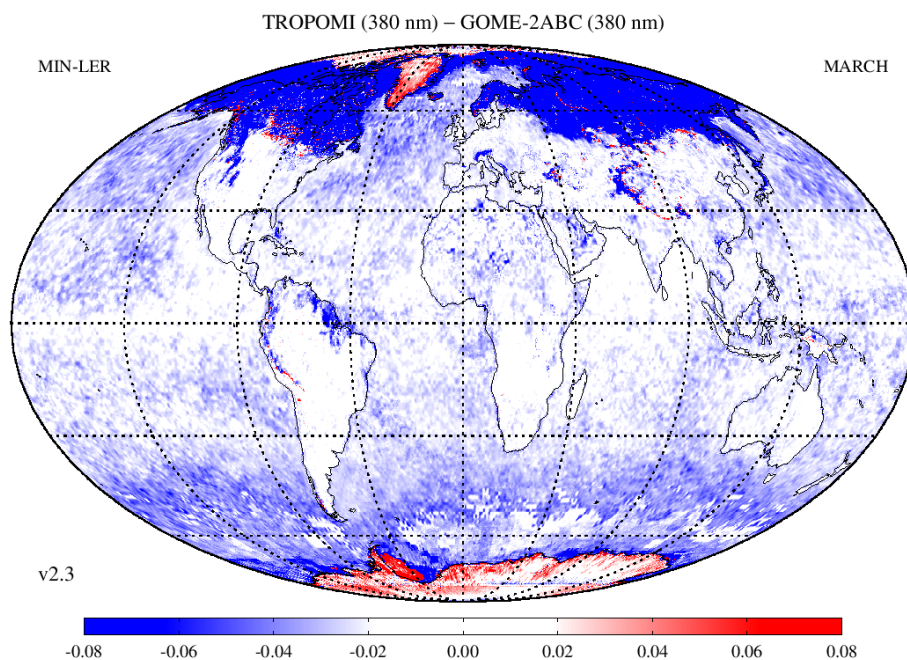 TROPOMI (380 nm) − GOME-2ABC (380 nm)
MIN-LER
MARCH
v2.3
-0.08 -0.06 -0.04 -0.02 0.00 0.02 0.04 0.06 0.08